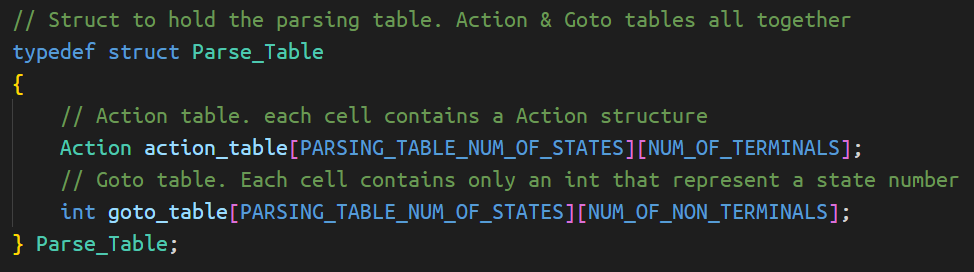 // Struct to hold the parsing table. Action & Goto tables all together
typedef struct Parse_Table
{
// Action table. each cell contains a Action structure
Action action_table[PARSING_TABLE_NUM_OF_STATES][NUM_OF_TERMINALS];
// Goto table. Each cell contains only an int that represent a state number
int goto_table[PARSING_TABLE_NUM_OF_STATES][NUM_OF_NON_TERMINALS];
} Parse_Table;